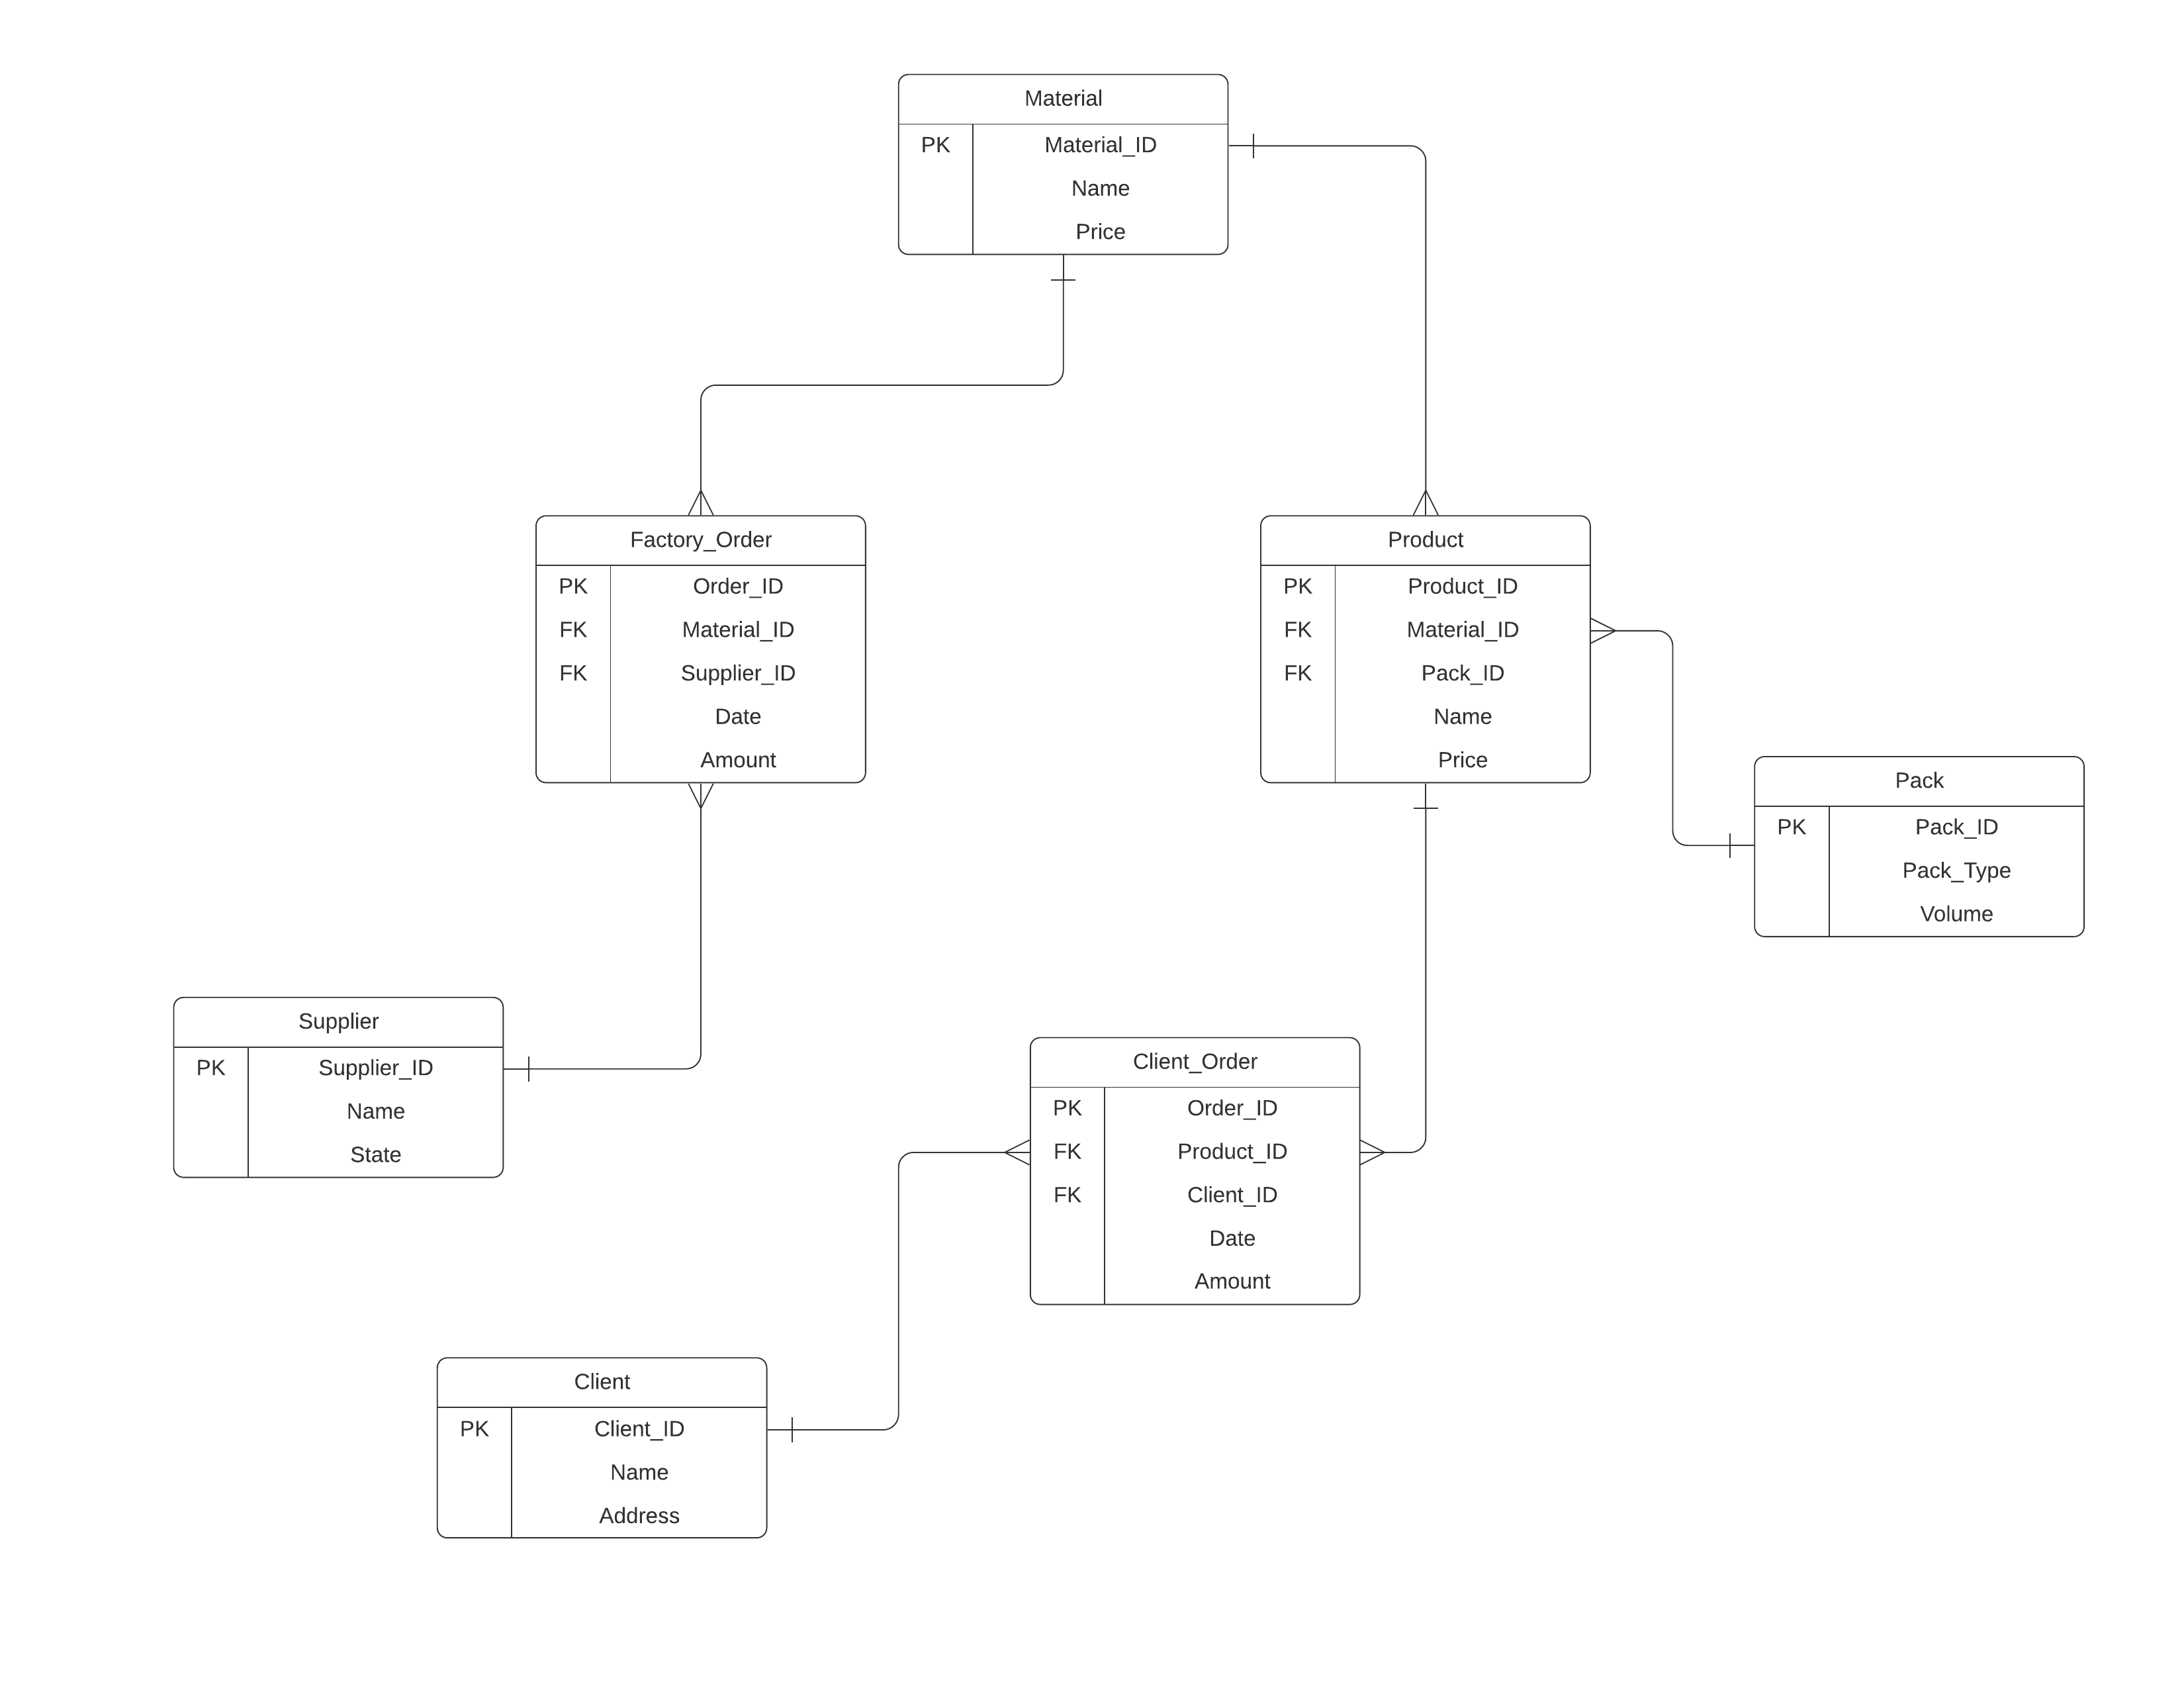 Material
PK Material_ID
Name
Price
Factory_Order
PK Order_ID
FK Material_ID
FK Supplier_ID
Date
Amount
Product
PK Product_ID
FK Material_ID
FK Pack_ID
Name
Price
Pack
PK Pack_ID
Pack_Type
Volume
Supplier
PK Supplier_ID
Name
State
Client_Order
PK Order_ID
FK Product_ID
FK Client_ID
Date
Amount
Client
PK Client_ID
Name
Address